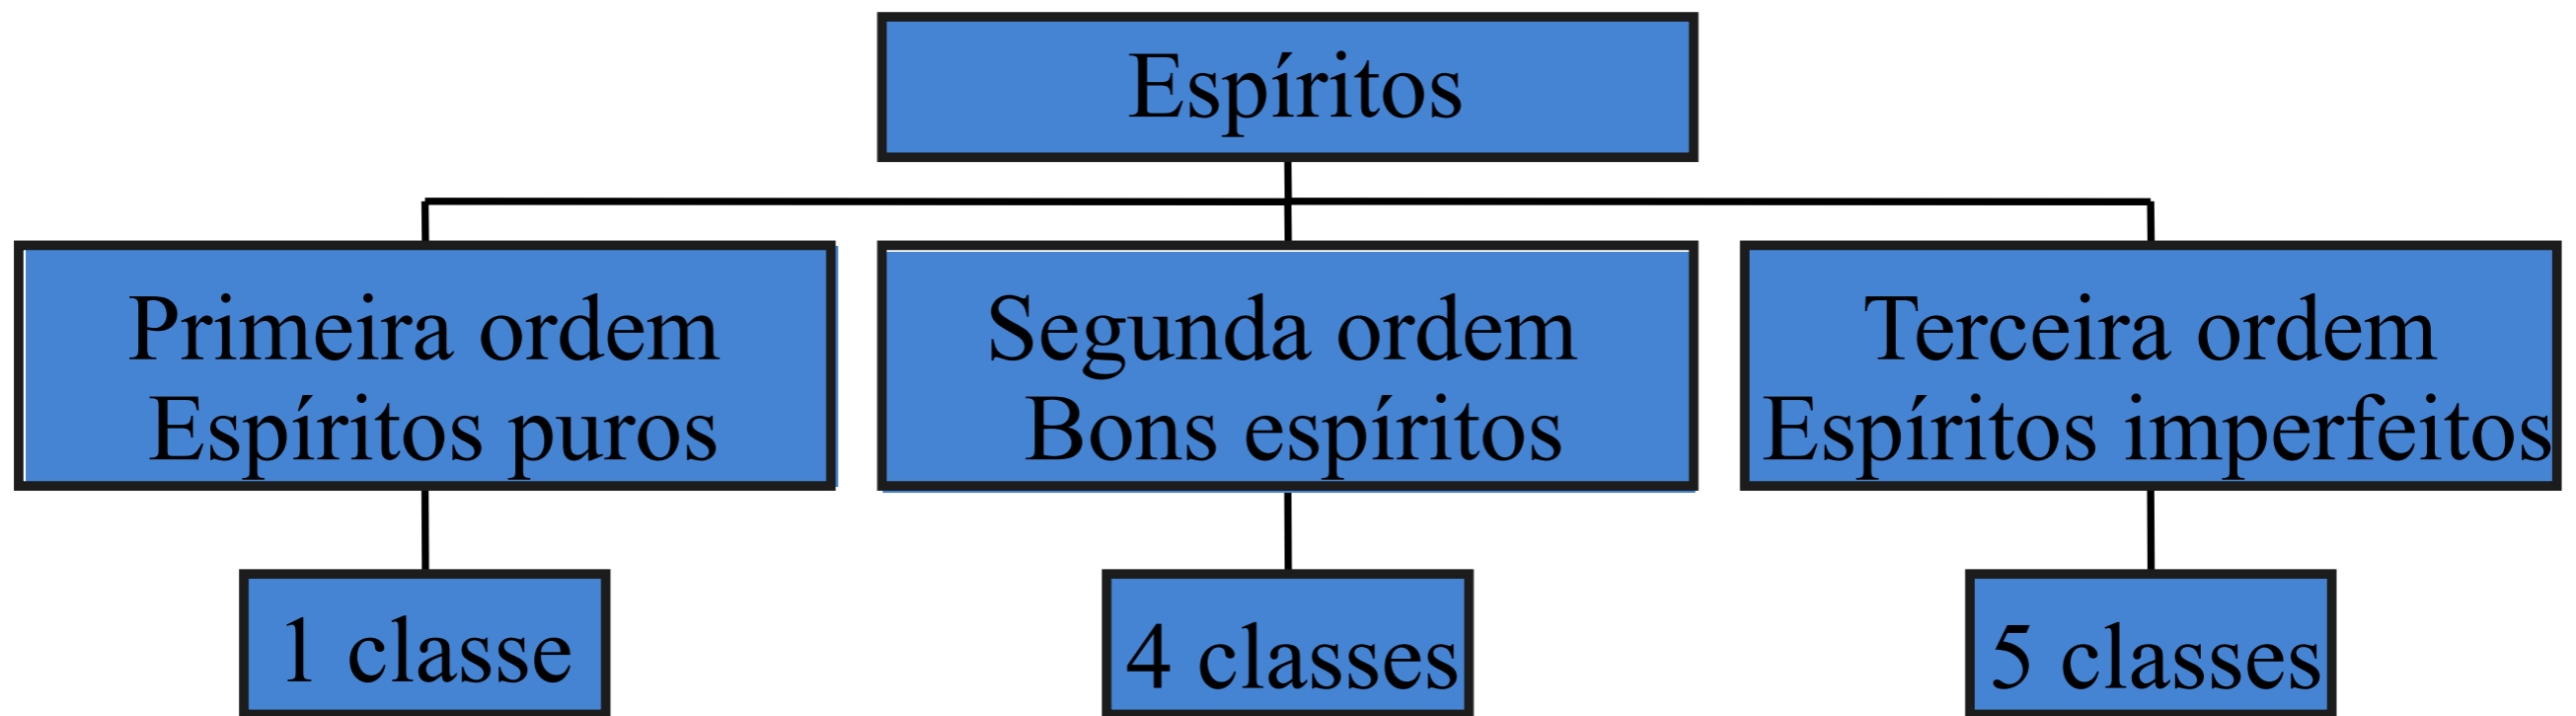 Espíritos
Primeira ordem
Espíritos puros
Segunda ordem
Bons espíritos
Terceira ordem
Espíritos imperfeitos
1 classe
4 classes
5 classes